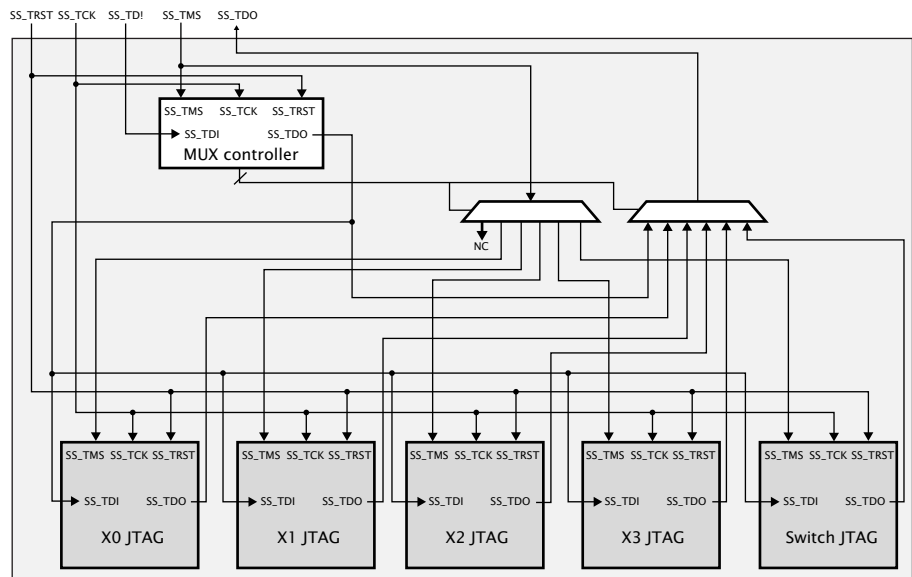 SS_TRST SS_TCK SS_TD! SS_TMS SS_TDO
SS_TMS SS_TCK SS_TRST
SS_TDI SS_TDO
MUX controller
NC
SS_TMS SS_TCK SS_TRST
SS_TDI SS_TDO
X0 JTAG
SS_TMS SS_TCK SS_TRST
SS_TDI SS_TDO
X1 JTAG
SS_TMS SS_TCK SS_TRST
SS_TDI SS_TDO
X2 JTAG
SS_TMS SS_TCK SS_TRST
SS_TDI SS_TDO
X3 JTAG
SS_TMS SS_TCK SS_TRST
SS_TDI SS_TDO
Switch JTAG